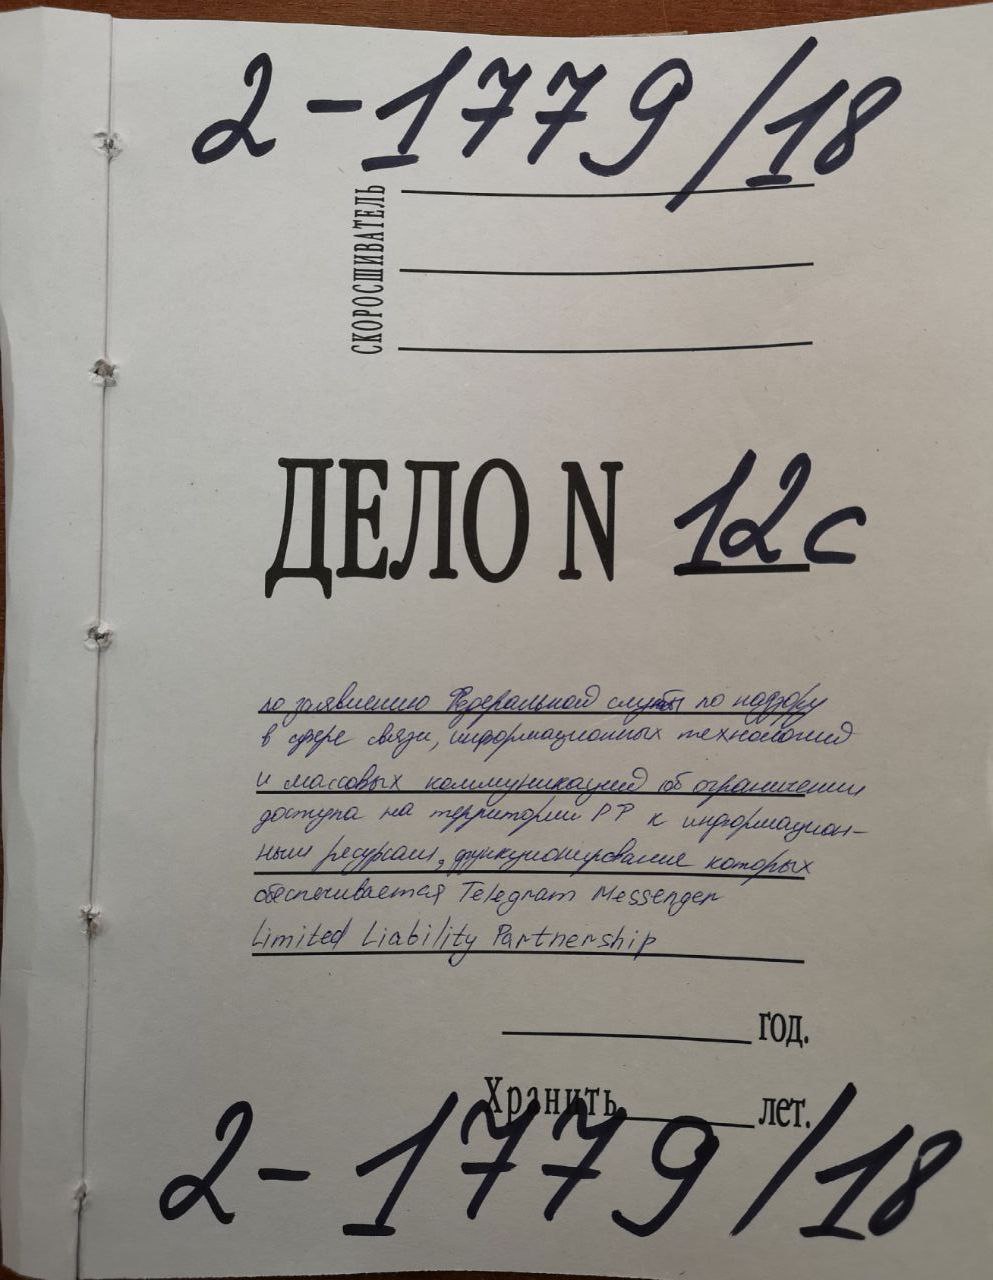 2-1779/18
СКОРОСШИВАТЕЛЬ
ДЕЛО N 12с
по заявлению Федеральной службы по надзору
в сфере связи, информационных технологий
и массовых коммуникаций об ограничении
доступа на территории РФ к информацион-
ным ресурсам, функционирование которых
обеспечивается Telegram Messenger
Limited Liability Partnership
год.
Хранить лет.
2-1779/18